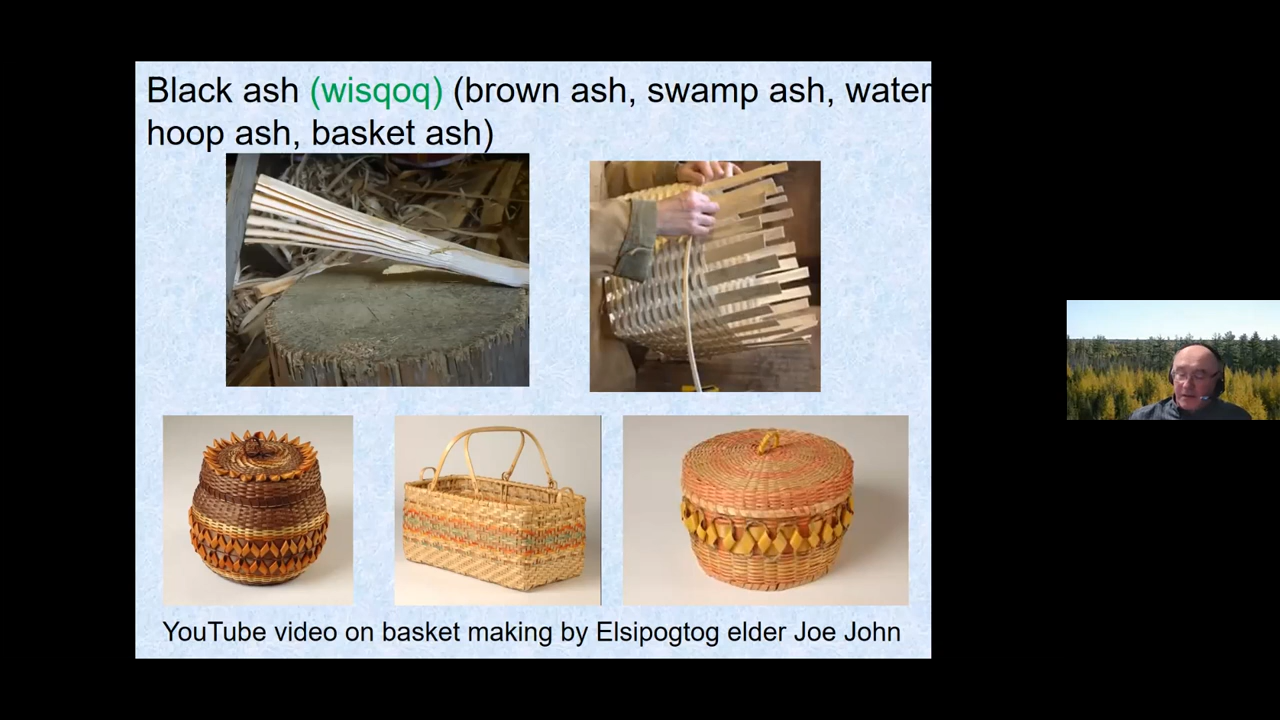 Black ash (wisqoq) (brown ash, swamp ash, water
hoop ash, basket ash)
YouTube video on basket making by Elsipogtog elder Joe John